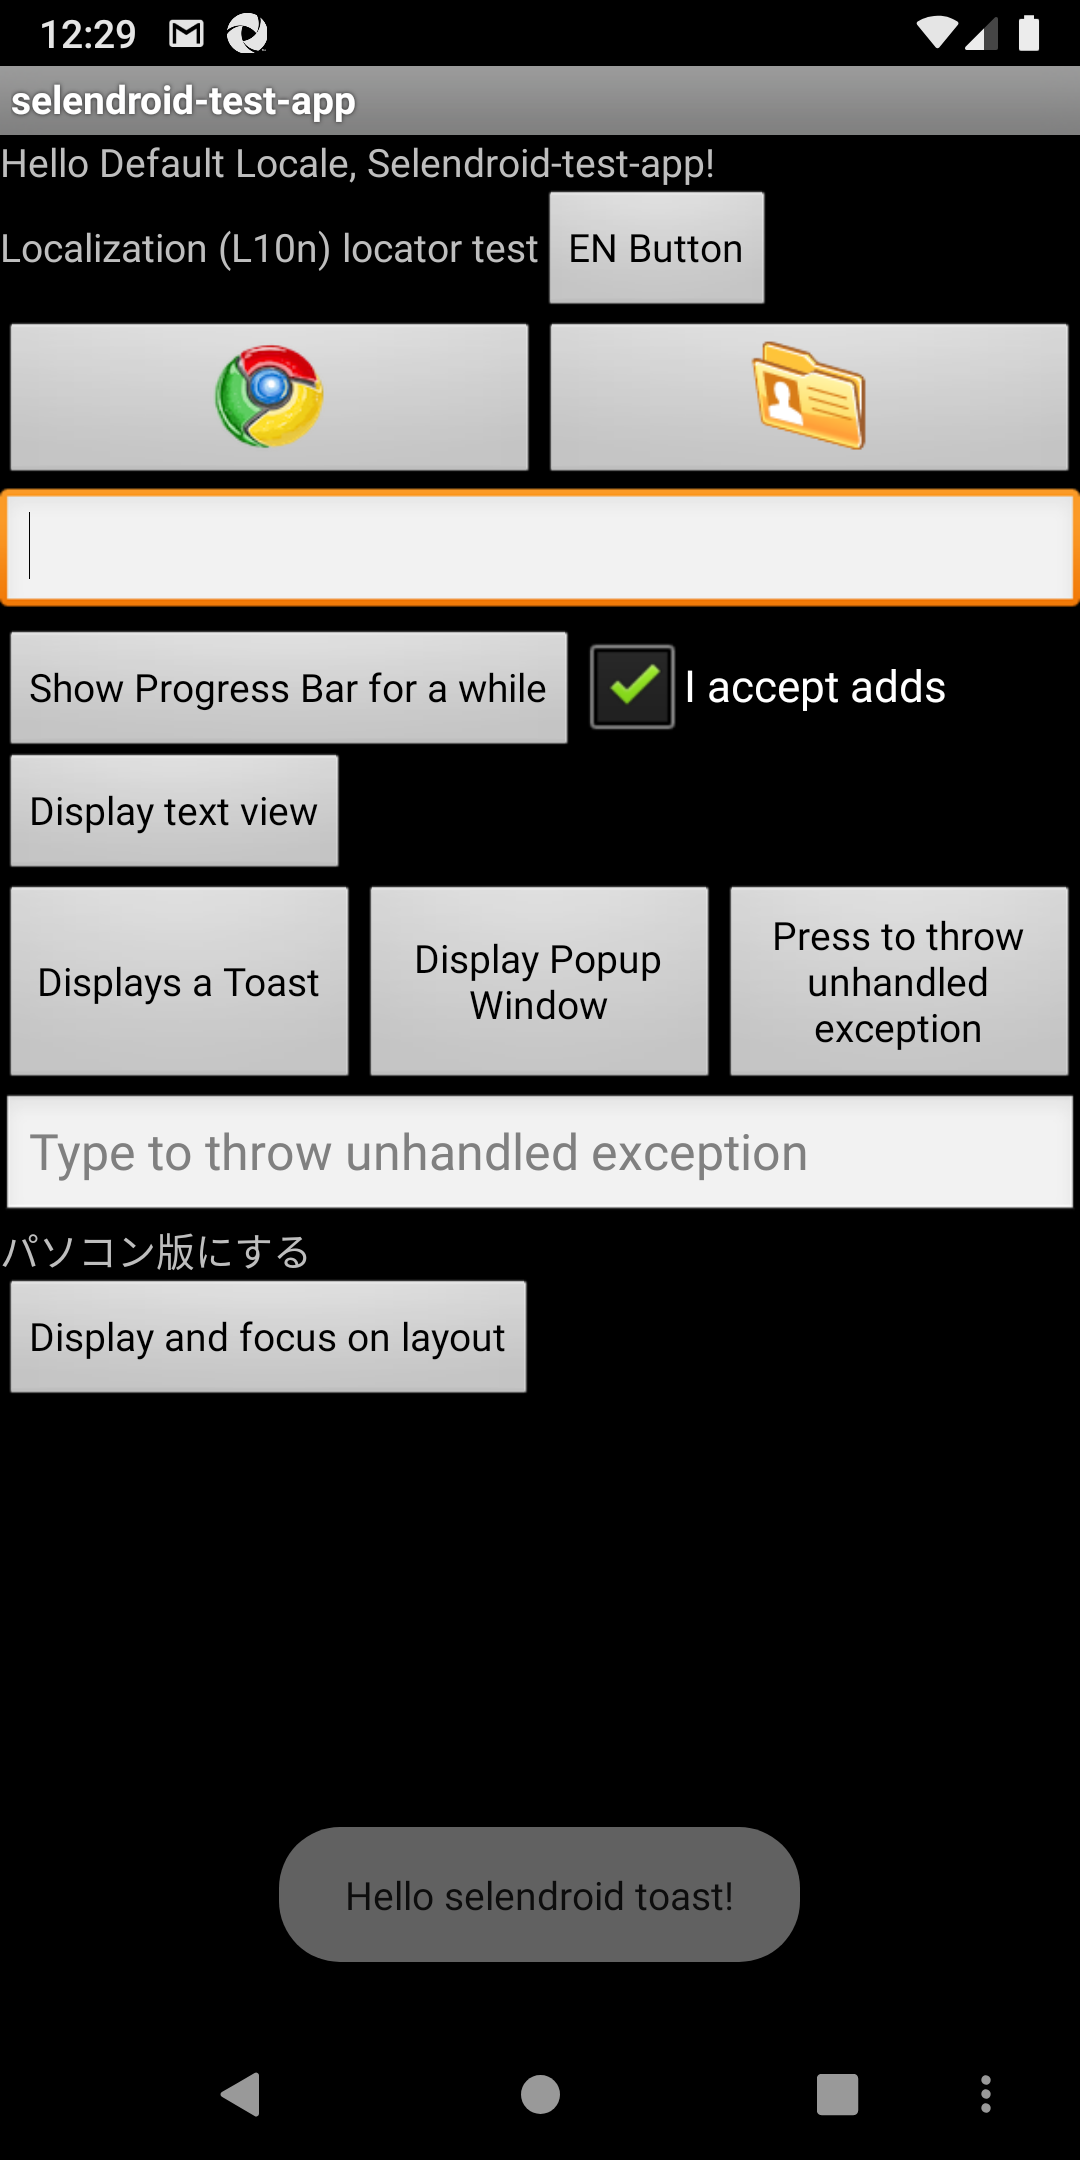 12:29
selendroid-test-app
Hello Default Locale, Selendroid-test-app!
Localization (L10n) locator test
EN Button
Show Progress Bar for a while
I accept adds
Display text view
Displays a Toast
Display Popup
Window
Press to throw
unhandled
exception
Type to throw unhandled exception
パソコン版にする
Display and focus on layout
Hello selendroid toast!